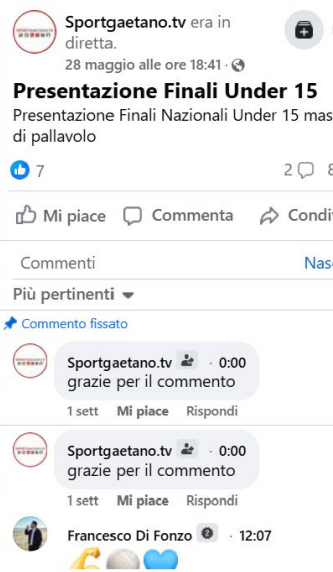 Sportgaetano.tv era in
diretta.
28 maggio alle ore 18:41 ·
Presentazione Finali Under 15
Presentazione Finali Nazionali Under 15 mas
di pallavolo
7
2
Mi piace Commenta Condi
Commenti Nas
Più pertinenti
Commento fissato
Sportgaetano.tv · 0:00
grazie per il commento
1 sett Mi piace Rispondi
Sportgaetano.tv · 0:00
grazie per il commento
1 sett Mi piace Rispondi
Francesco Di Fonzo · 12:07
💪🏐💙